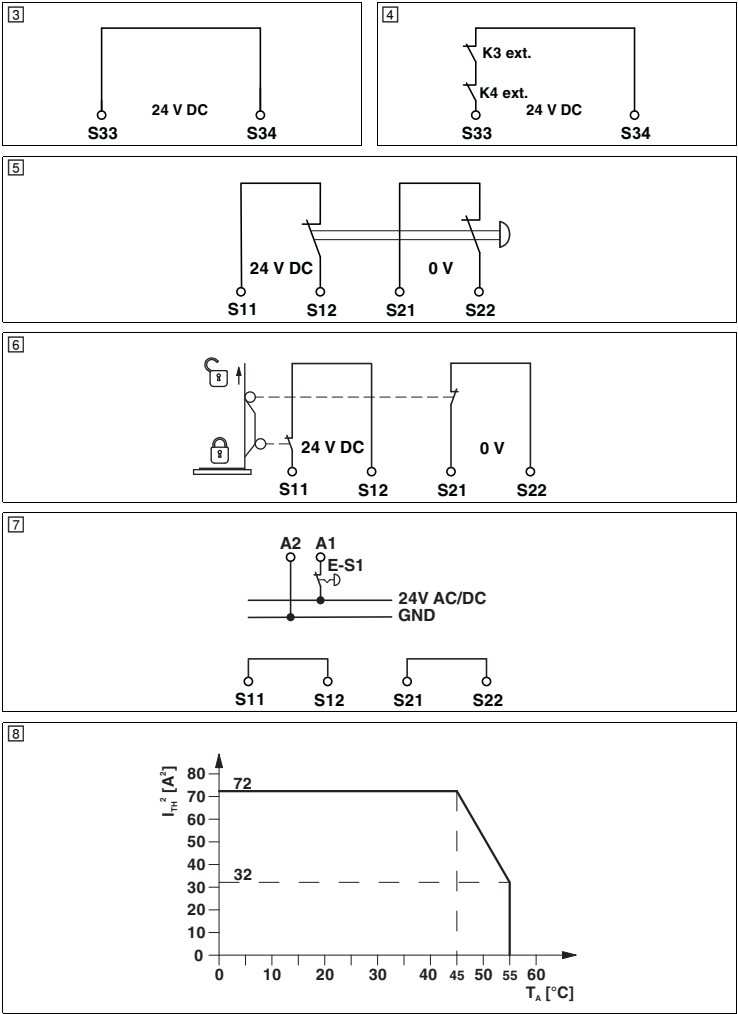 3
24 V DC
S33 S34
4
K3 ext.
K4 ext.
24 V DC
S33 S34
5
24 V DC 0 V
S11 S12 S21 S22
6
24 V DC 0 V
S11 S12 S21 S22
7
A2 A1
E-S1
24V AC/DC
GND
S11 S12 S21 S22
8
I_TH² [A²]
80
72
70
60
50
40
32
30
20
10
0
0 10 20 30 40 45 50 55 60
T_A [°C]